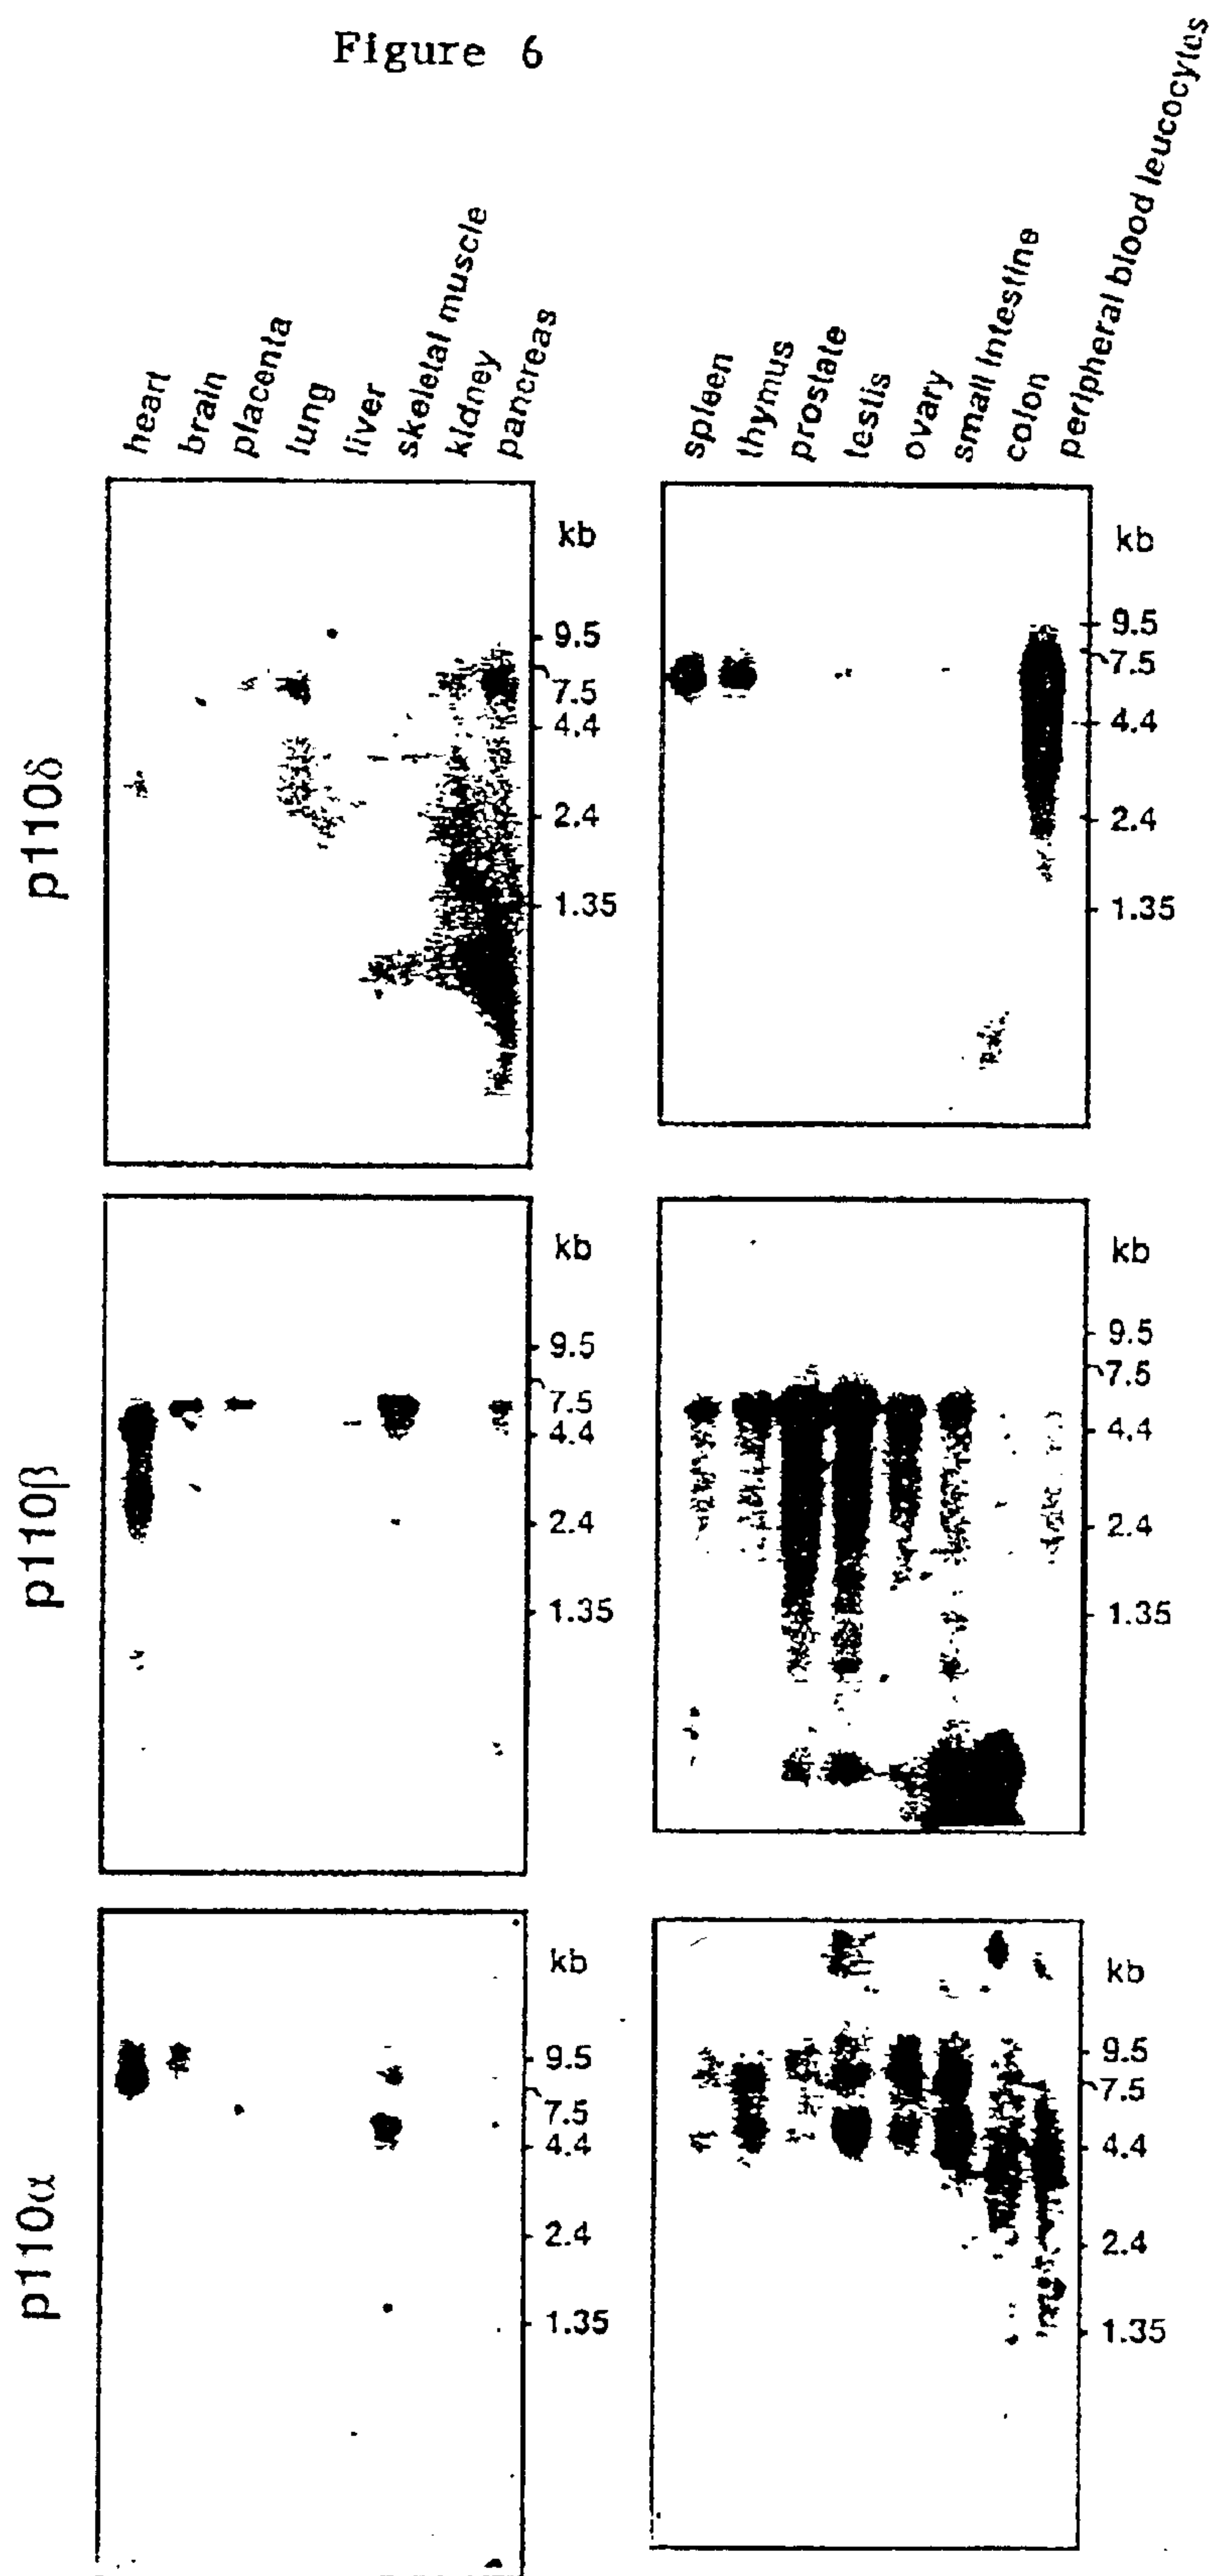 Figure 6
heart
brain
placenta
lung
liver
skeletal muscle
kidney
pancreas
spleen
thymus
prostate
testis
ovary
small intestine
colon
peripheral blood leucocytes
p110δ
kb
9.5
7.5
4.4
2.4
1.35
kb
9.5
7.5
4.4
2.4
1.35
p110β
kb
9.5
7.5
4.4
2.4
1.35
kb
9.5
7.5
4.4
2.4
1.35
p110α
kb
9.5
7.5
4.4
2.4
1.35
kb
9.5
7.5
4.4
2.4
1.35